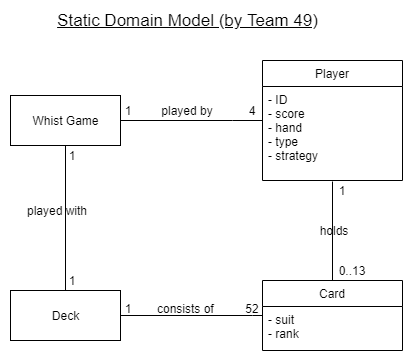 Static Domain Model (by Team 49)
Player
- ID
- score
- hand
- type
- strategy
Whist Game
1 played by 4
1
1
played with
holds
1
0..13
Deck
1 consists of 52
Card
- suit
- rank